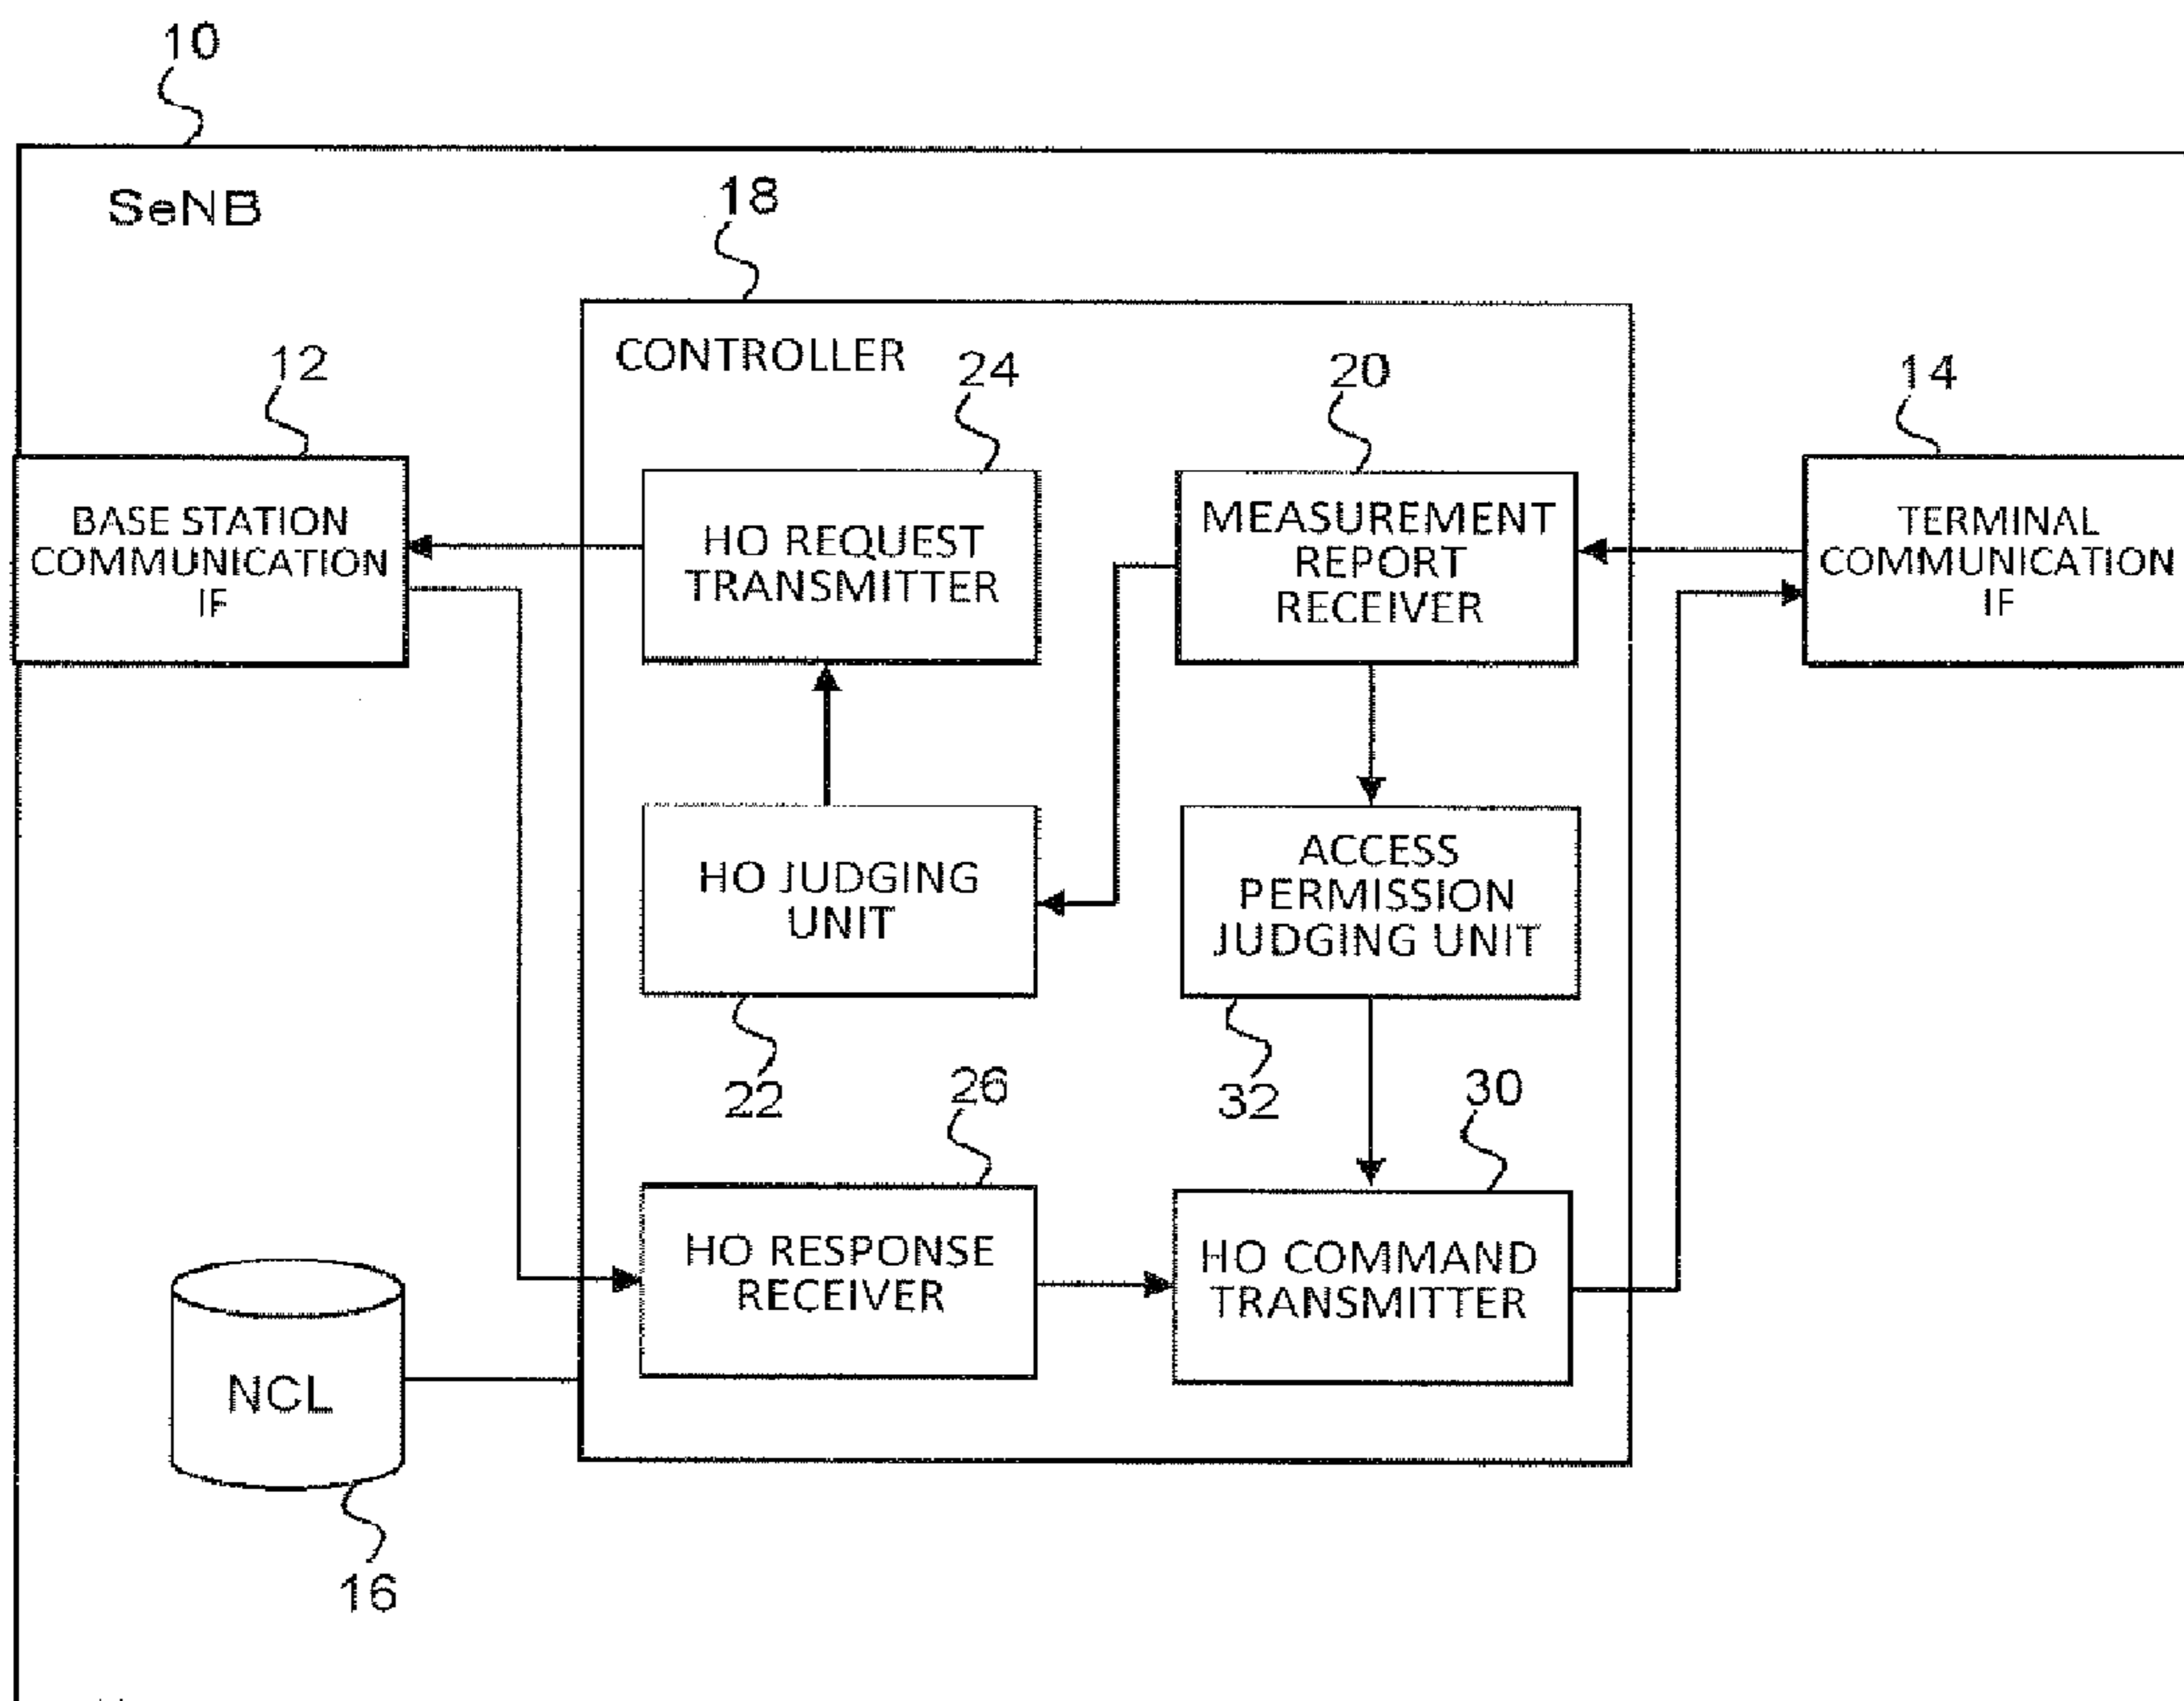 10
SeNB
18
CONTROLLER
12
24
20
14
BASE STATION
COMMUNICATION
IF
HO REQUEST
TRANSMITTER
MEASUREMENT
REPORT
RECEIVER
TERMINAL
COMMUNICATION
IF
HO JUDGING
UNIT
ACCESS
PERMISSION
JUDGING UNIT
22
26
32
30
HO RESPONSE
RECEIVER
HO COMMAND
TRANSMITTER
NCL
16